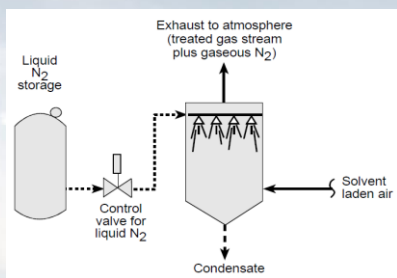 Exhaust to atmosphere
(treated gas stream
plus gaseous N₂)
Liquid
N₂
storage
Control
valve for
liquid N₂
Solvent
laden air
Condensate